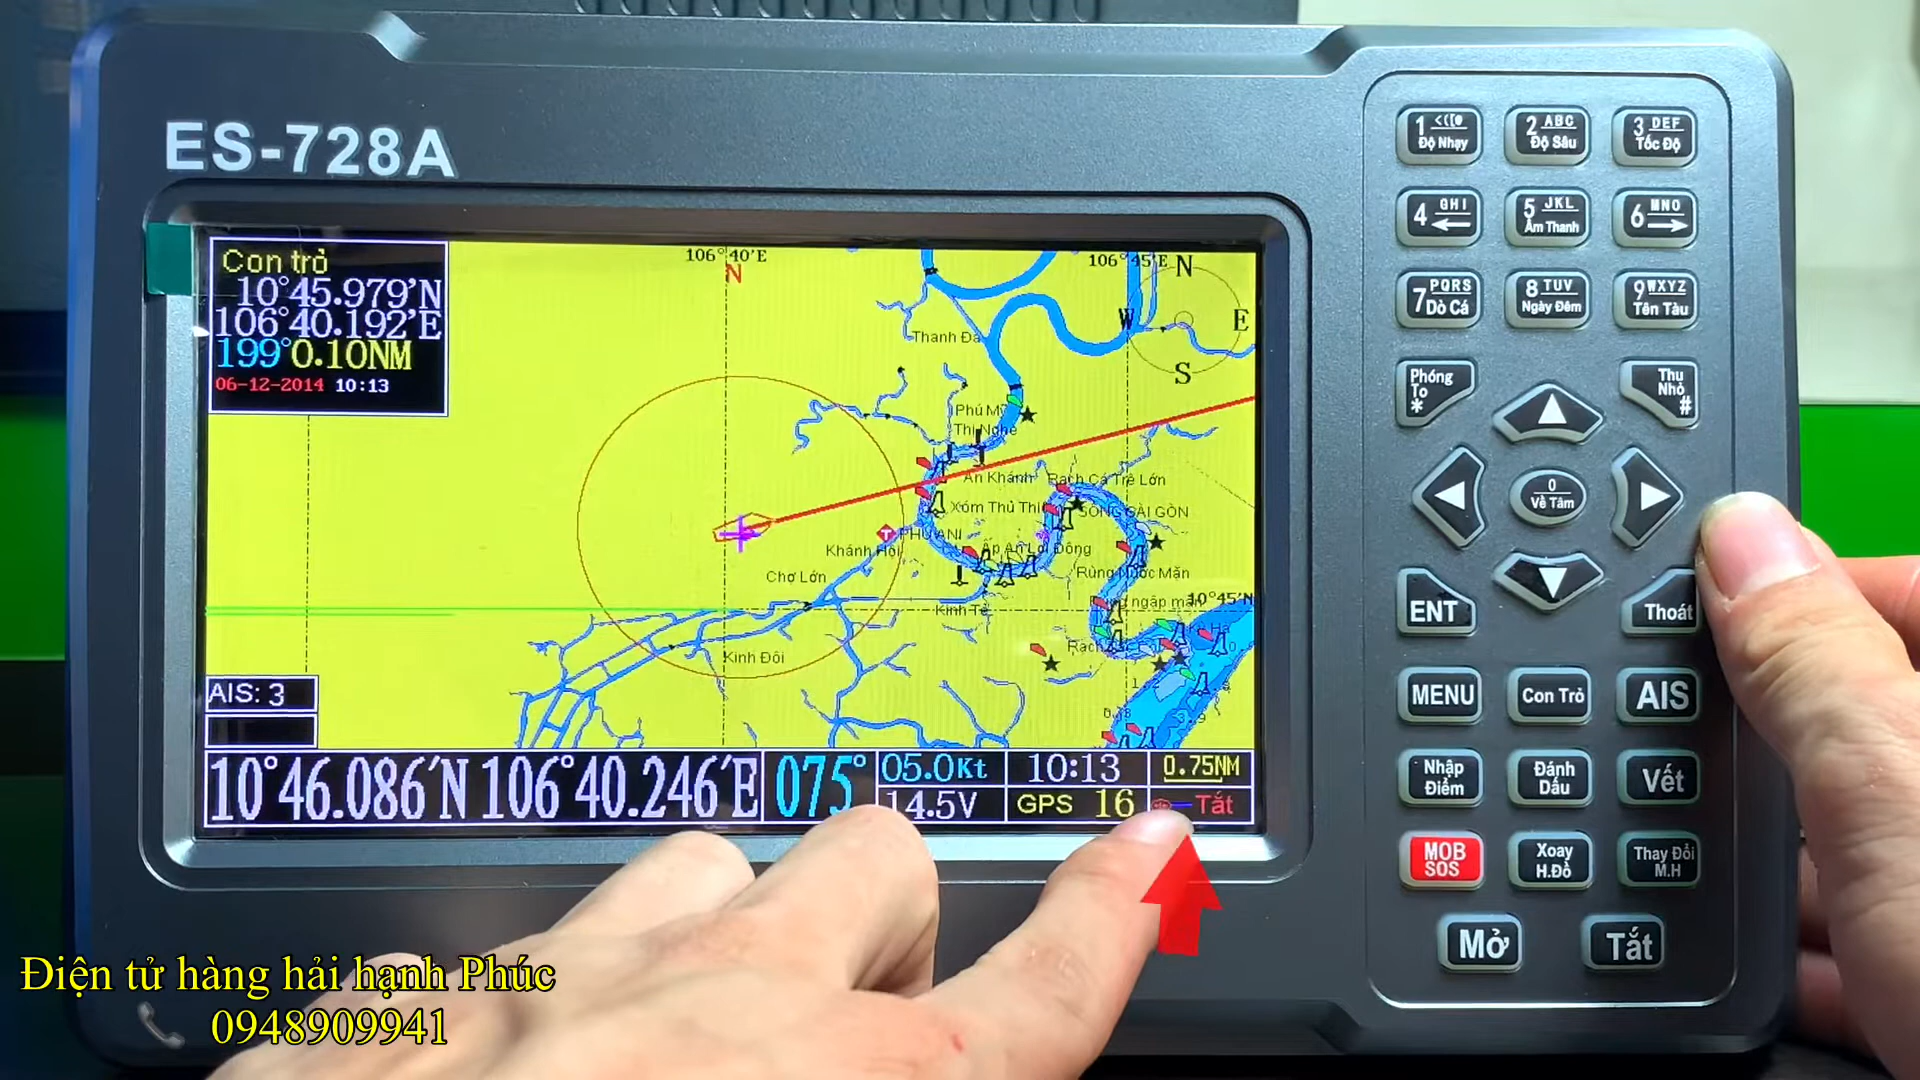 ES-728A
Con trỏ
10°45.979'N
106°40.192'E
199°0.10NM
06-12-2014 10:13
106°40'E
N
106°45'E
N
W
E
S
Thanh Đa
Phú Mỹ
Thị Nghè
An Khánh
Rạch Cá Trê Lớn
Xóm Thủ Thi
SÔNG SÀI GÒN
T
PHÚ AN
Khánh Hội
Ấp An Lợi Đông
Chợ Lớn
Rừng Nước Mặn
10°45'N
Kinh Tẻ
Kinh Đôi
AIS: 3
10°46.086'N 106°40.246'E
075°
05.0Kt
10:13
0.75NM
14.5V
GPS 16
Tắt
1 <((•
Độ Nhạy
2 ABC
Độ Sâu
3 DEF
Tốc Độ
4 GHI
5 JKL
Âm Thanh
6 MNO
7 PQRS
Dò Cá
8 TUV
Ngày Đêm
9 WXYZ
Tên Tàu
Phóng
To
*
Thu
Nhỏ
#
0
Về Tâm
ENT
Thoát
MENU
Con Trỏ
AIS
Nhập
Điểm
Đánh
Dấu
Vết
MOB
SOS
Xoay
H.Đồ
Thay Đổi
M.H
Mở
Tắt
Điện tử hàng hải hạnh Phúc
0948909941